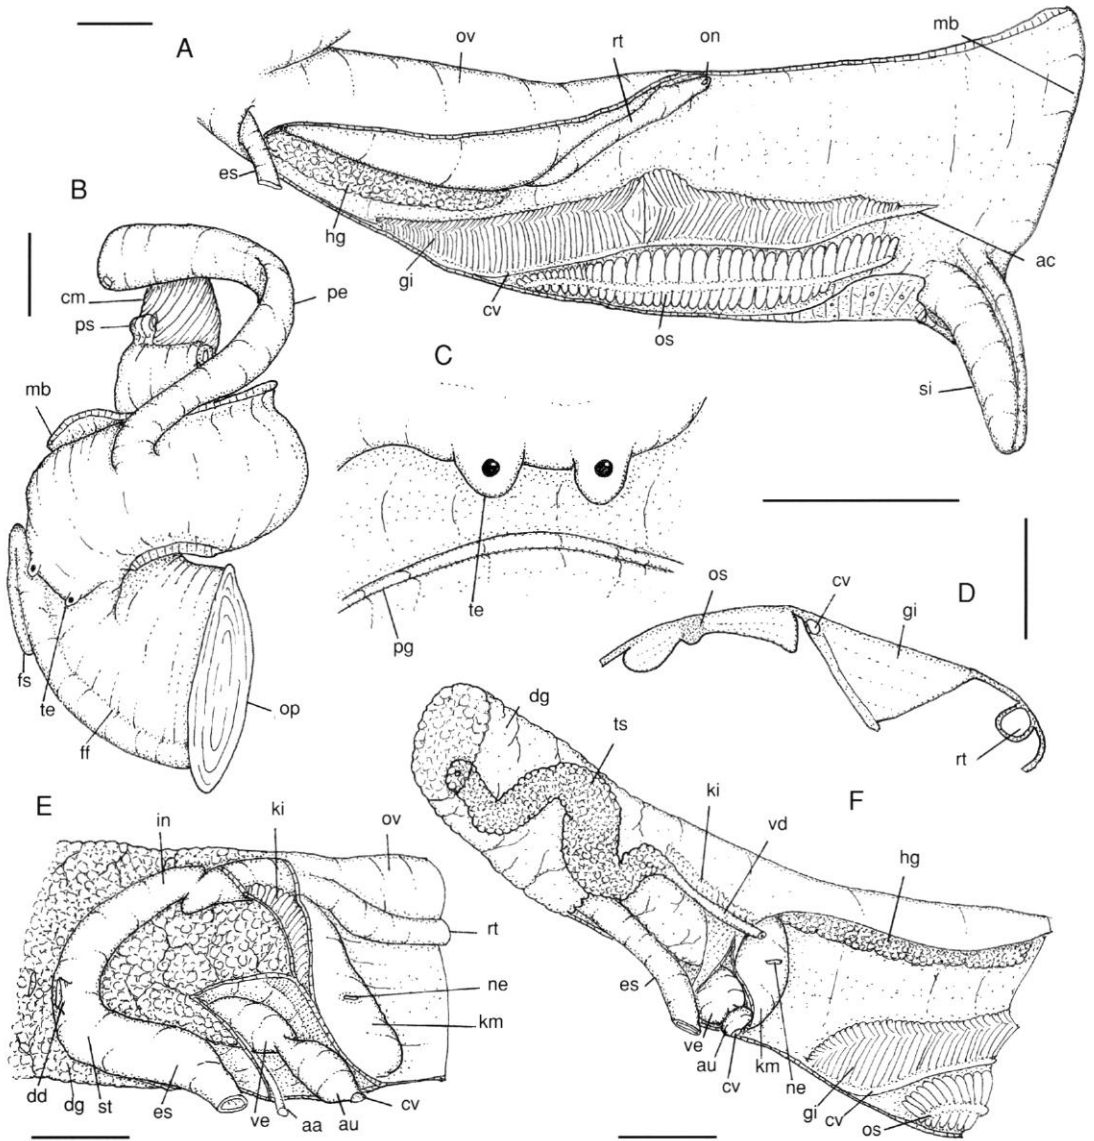 A
ov
rt
on
mb
es
hg
gi
cv
os
ac
si
B
cm
ps
pe
mb
fs
te
ff
op
C
te
pg
D
os
cv
gi
rt
E
in
ki
ov
rt
ne
km
dd
dg
st
es
ve
aa
au
cv
F
dg
ts
ki
vd
hg
es
ve
au
cv
km
ne
gi
cv
os